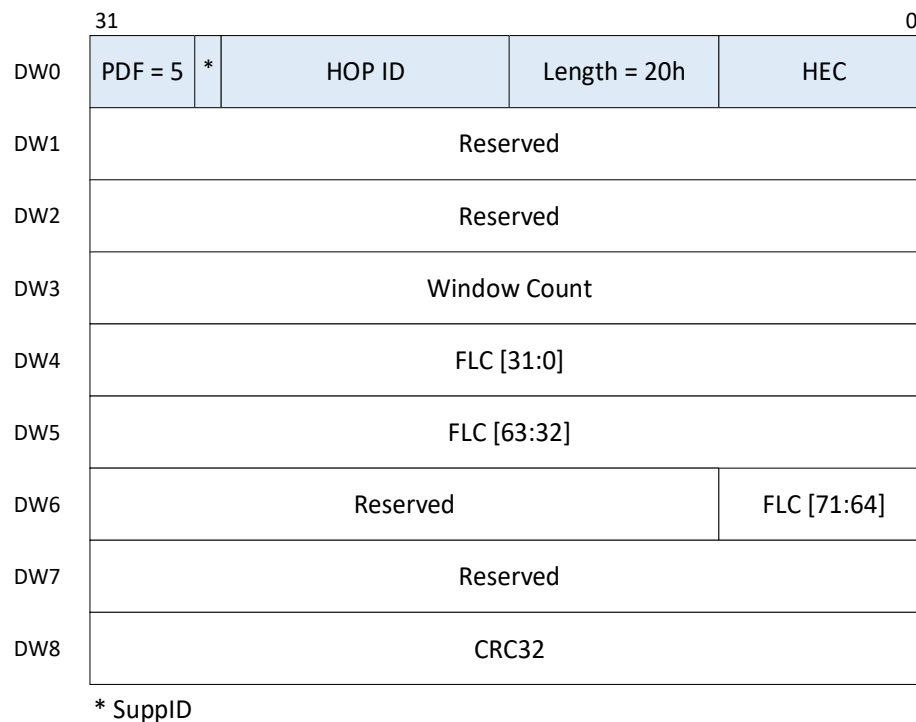 31 0
DW0 PDF = 5 * HOP ID Length = 20h HEC
DW1 Reserved
DW2 Reserved
DW3 Window Count
DW4 FLC [31:0]
DW5 FLC [63:32]
DW6 Reserved FLC [71:64]
DW7 Reserved
DW8 CRC32
* SuppID